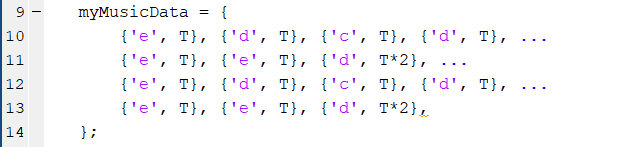 9 – myMusicData = {
10 {'e', T}, {'d', T}, {'c', T}, {'d', T}, ...
11 {'e', T}, {'e', T}, {'d', T*2}, ...
12 {'e', T}, {'d', T}, {'c', T}, {'d', T}, ...
13 {'e', T}, {'e', T}, {'d', T*2},
14 };